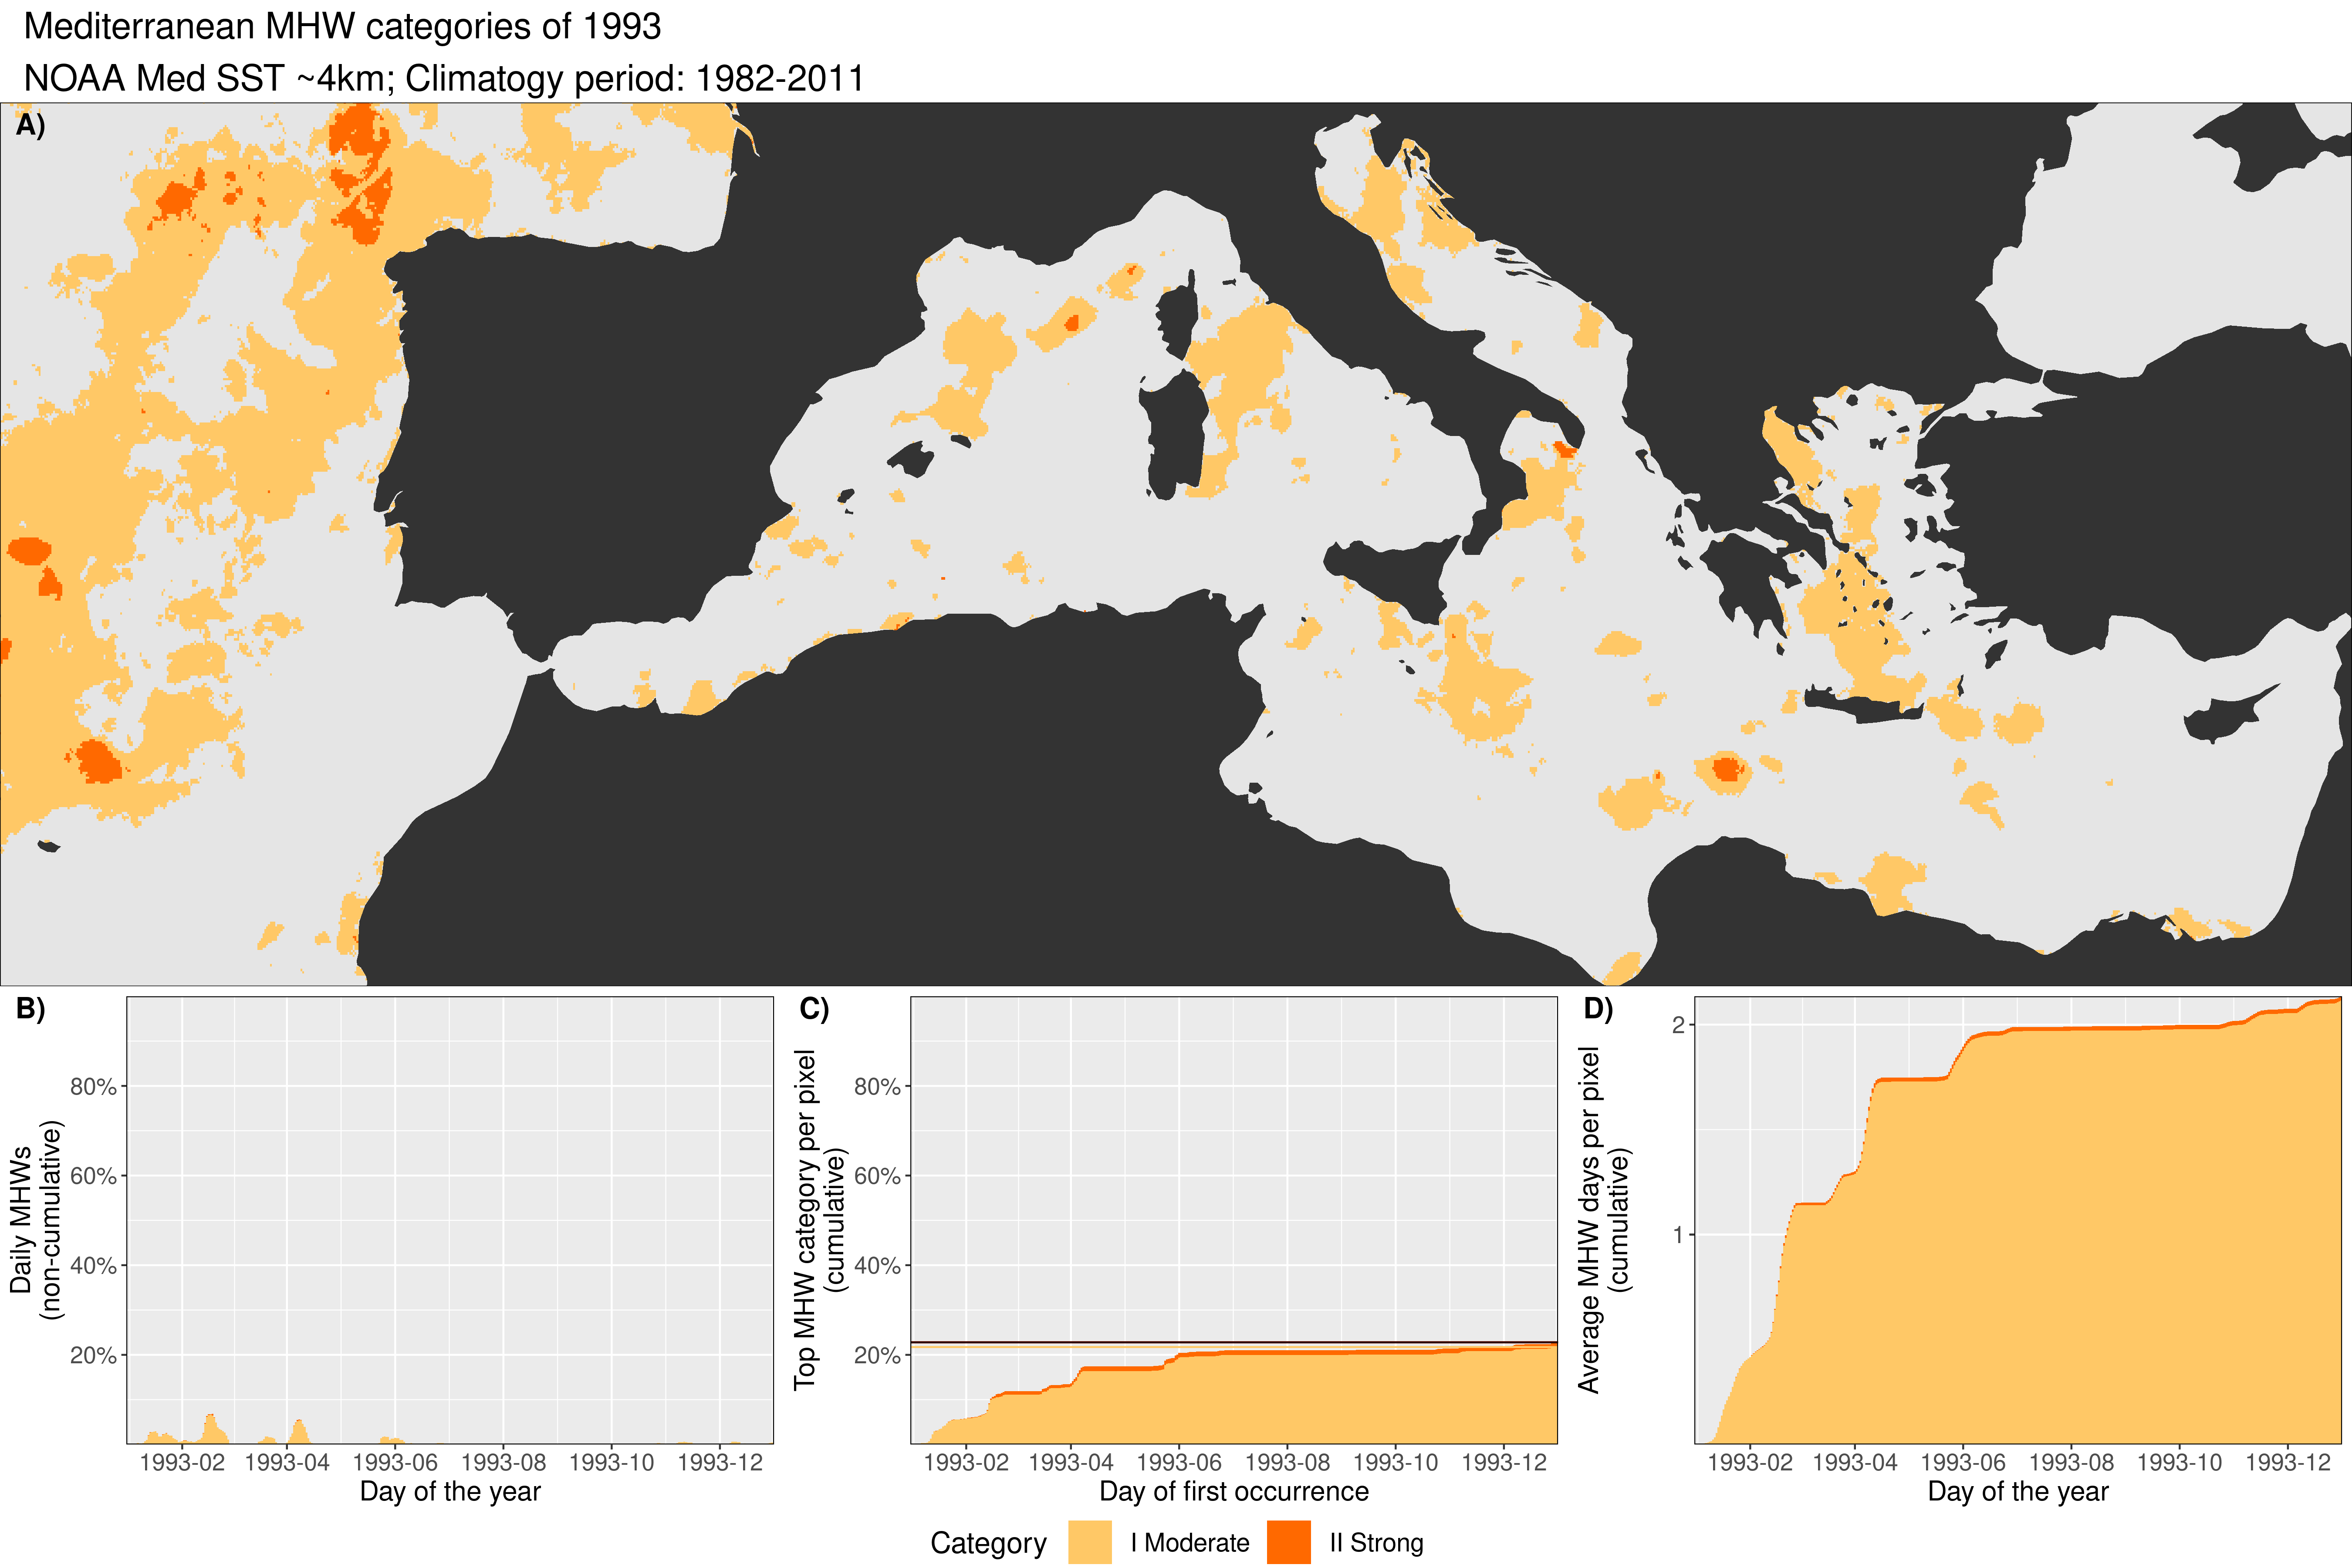 Mediterranean MHW categories of 1993
NOAA Med SST ~4km; Climatogy period: 1982-2011
A)
B)
Daily MHWs
(non-cumulative)
80%
60%
40%
20%
1993-02 1993-04 1993-06 1993-08 1993-10 1993-12
Day of the year
C)
Top MHW category per pixel
(cumulative)
80%
60%
40%
20%
1993-02 1993-04 1993-06 1993-08 1993-10 1993-12
Day of first occurrence
D)
Average MHW days per pixel
(cumulative)
2
1
1993-02 1993-04 1993-06 1993-08 1993-10 1993-12
Day of the year
Category I Moderate II Strong